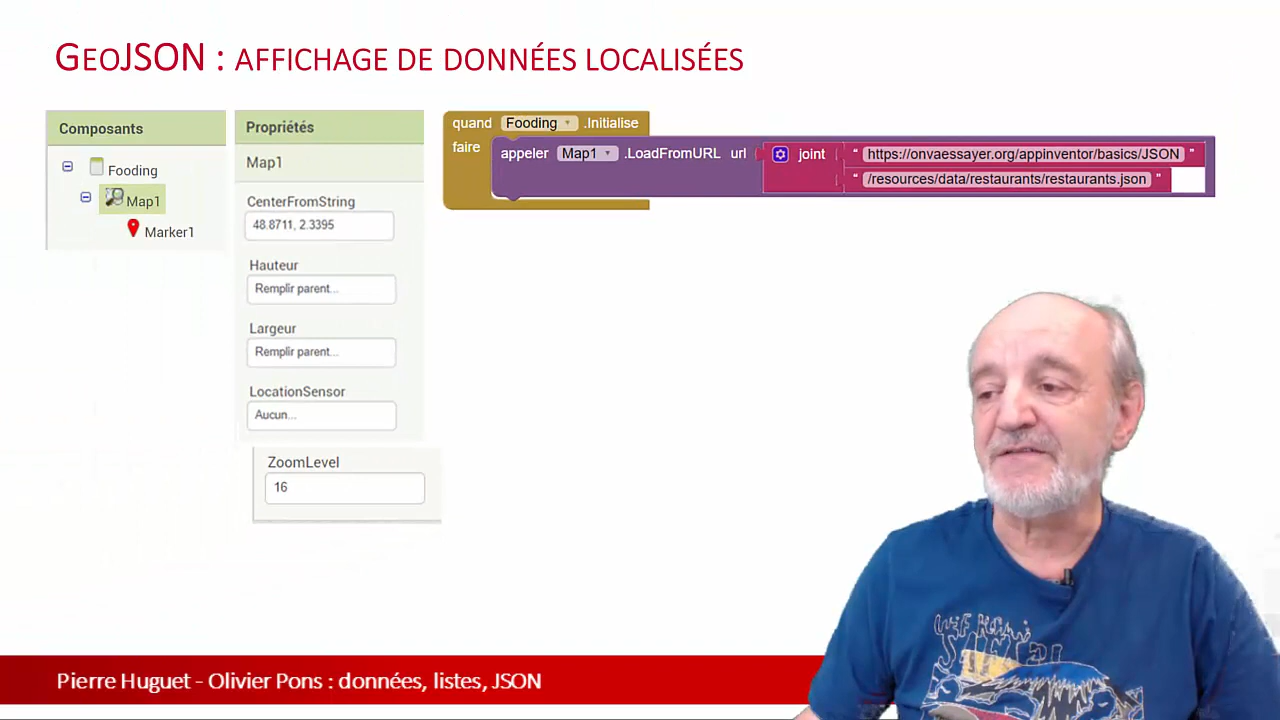 GEOJSON : AFFICHAGE DE DONNÉES LOCALISÉES
Composants
Fooding
Map1
Marker1
Propriétés
Map1
CenterFromString
48.8711, 2.3395
Hauteur
Remplir parent...
Largeur
Remplir parent...
LocationSensor
Aucun...
ZoomLevel
16
quand Fooding .Initialise
faire appeler Map1 .LoadFromURL url joint " https://onvaessayer.org/appinventor/basics/JSON "
" /resources/data/restaurants/restaurants.json "
Pierre Huguet - Olivier Pons : données, listes, JSON